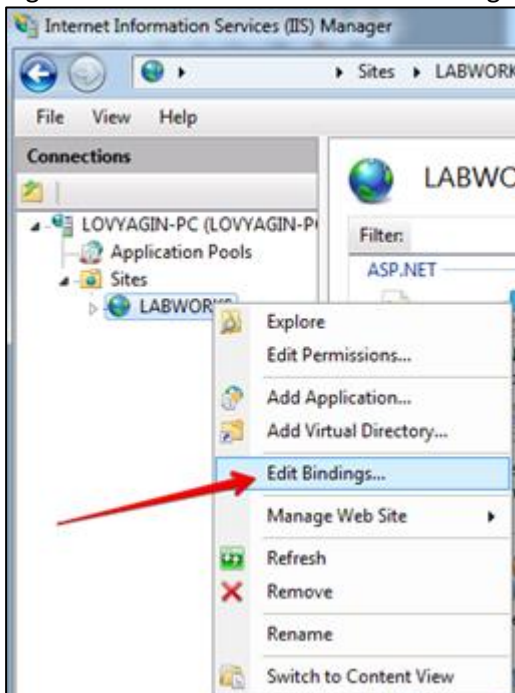 Internet Information Services (IIS) Manager
Sites LABWORK
File View Help
Connections
LABWO
LOVYAGIN-PC (LOVYAGIN-P
Filter:
Application Pools
ASP.NET
Sites
LABWORKS
Explore
Edit Permissions...
Add Application...
Add Virtual Directory...
Edit Bindings...
Manage Web Site
Refresh
Remove
Rename
Switch to Content View